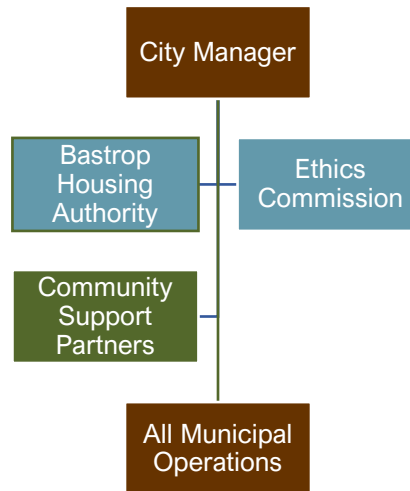 City Manager
Bastrop
Housing
Authority
Ethics
Commission
Community
Support
Partners
All Municipal
Operations